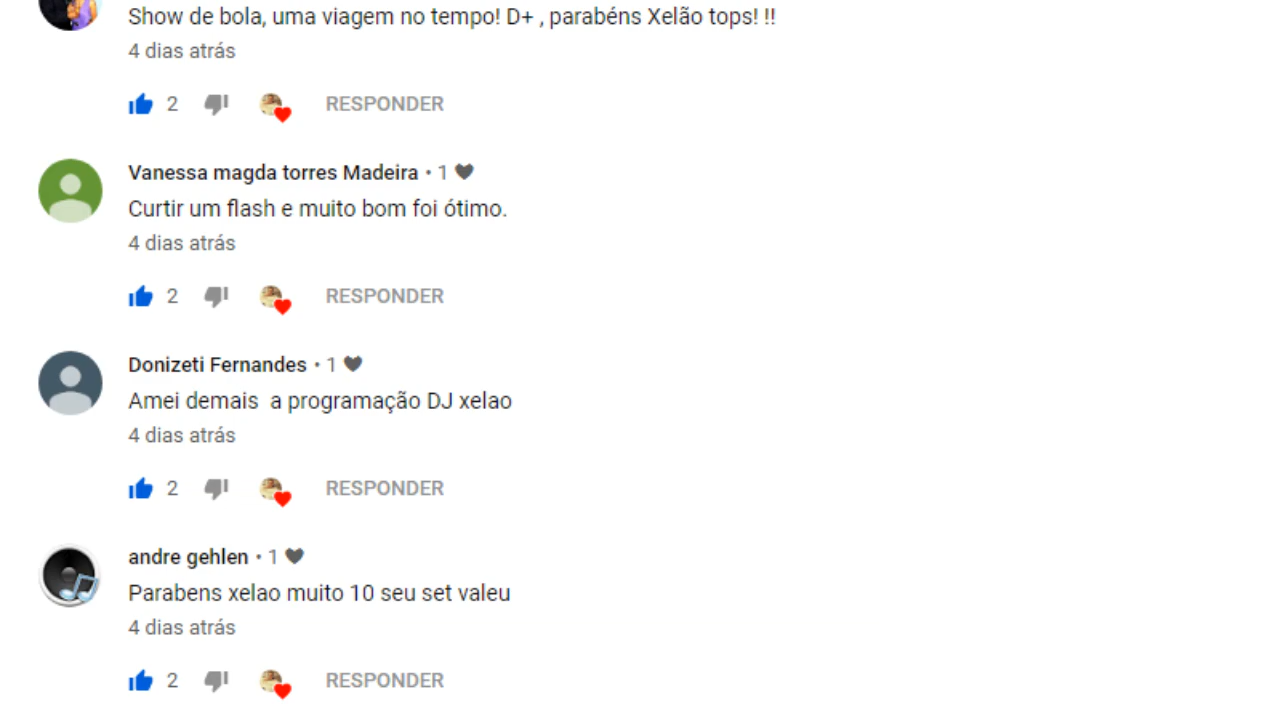 Show de bola, uma viagem no tempo! D+ , parabéns Xelão tops! !!
4 dias atrás
2 RESPONDER
Vanessa magda torres Madeira • 1
Curtir um flash e muito bom foi ótimo.
4 dias atrás
2 RESPONDER
Donizeti Fernandes • 1
Amei demais  a programação DJ xelao
4 dias atrás
2 RESPONDER
andre gehlen • 1
Parabens xelao muito 10 seu set valeu
4 dias atrás
2 RESPONDER